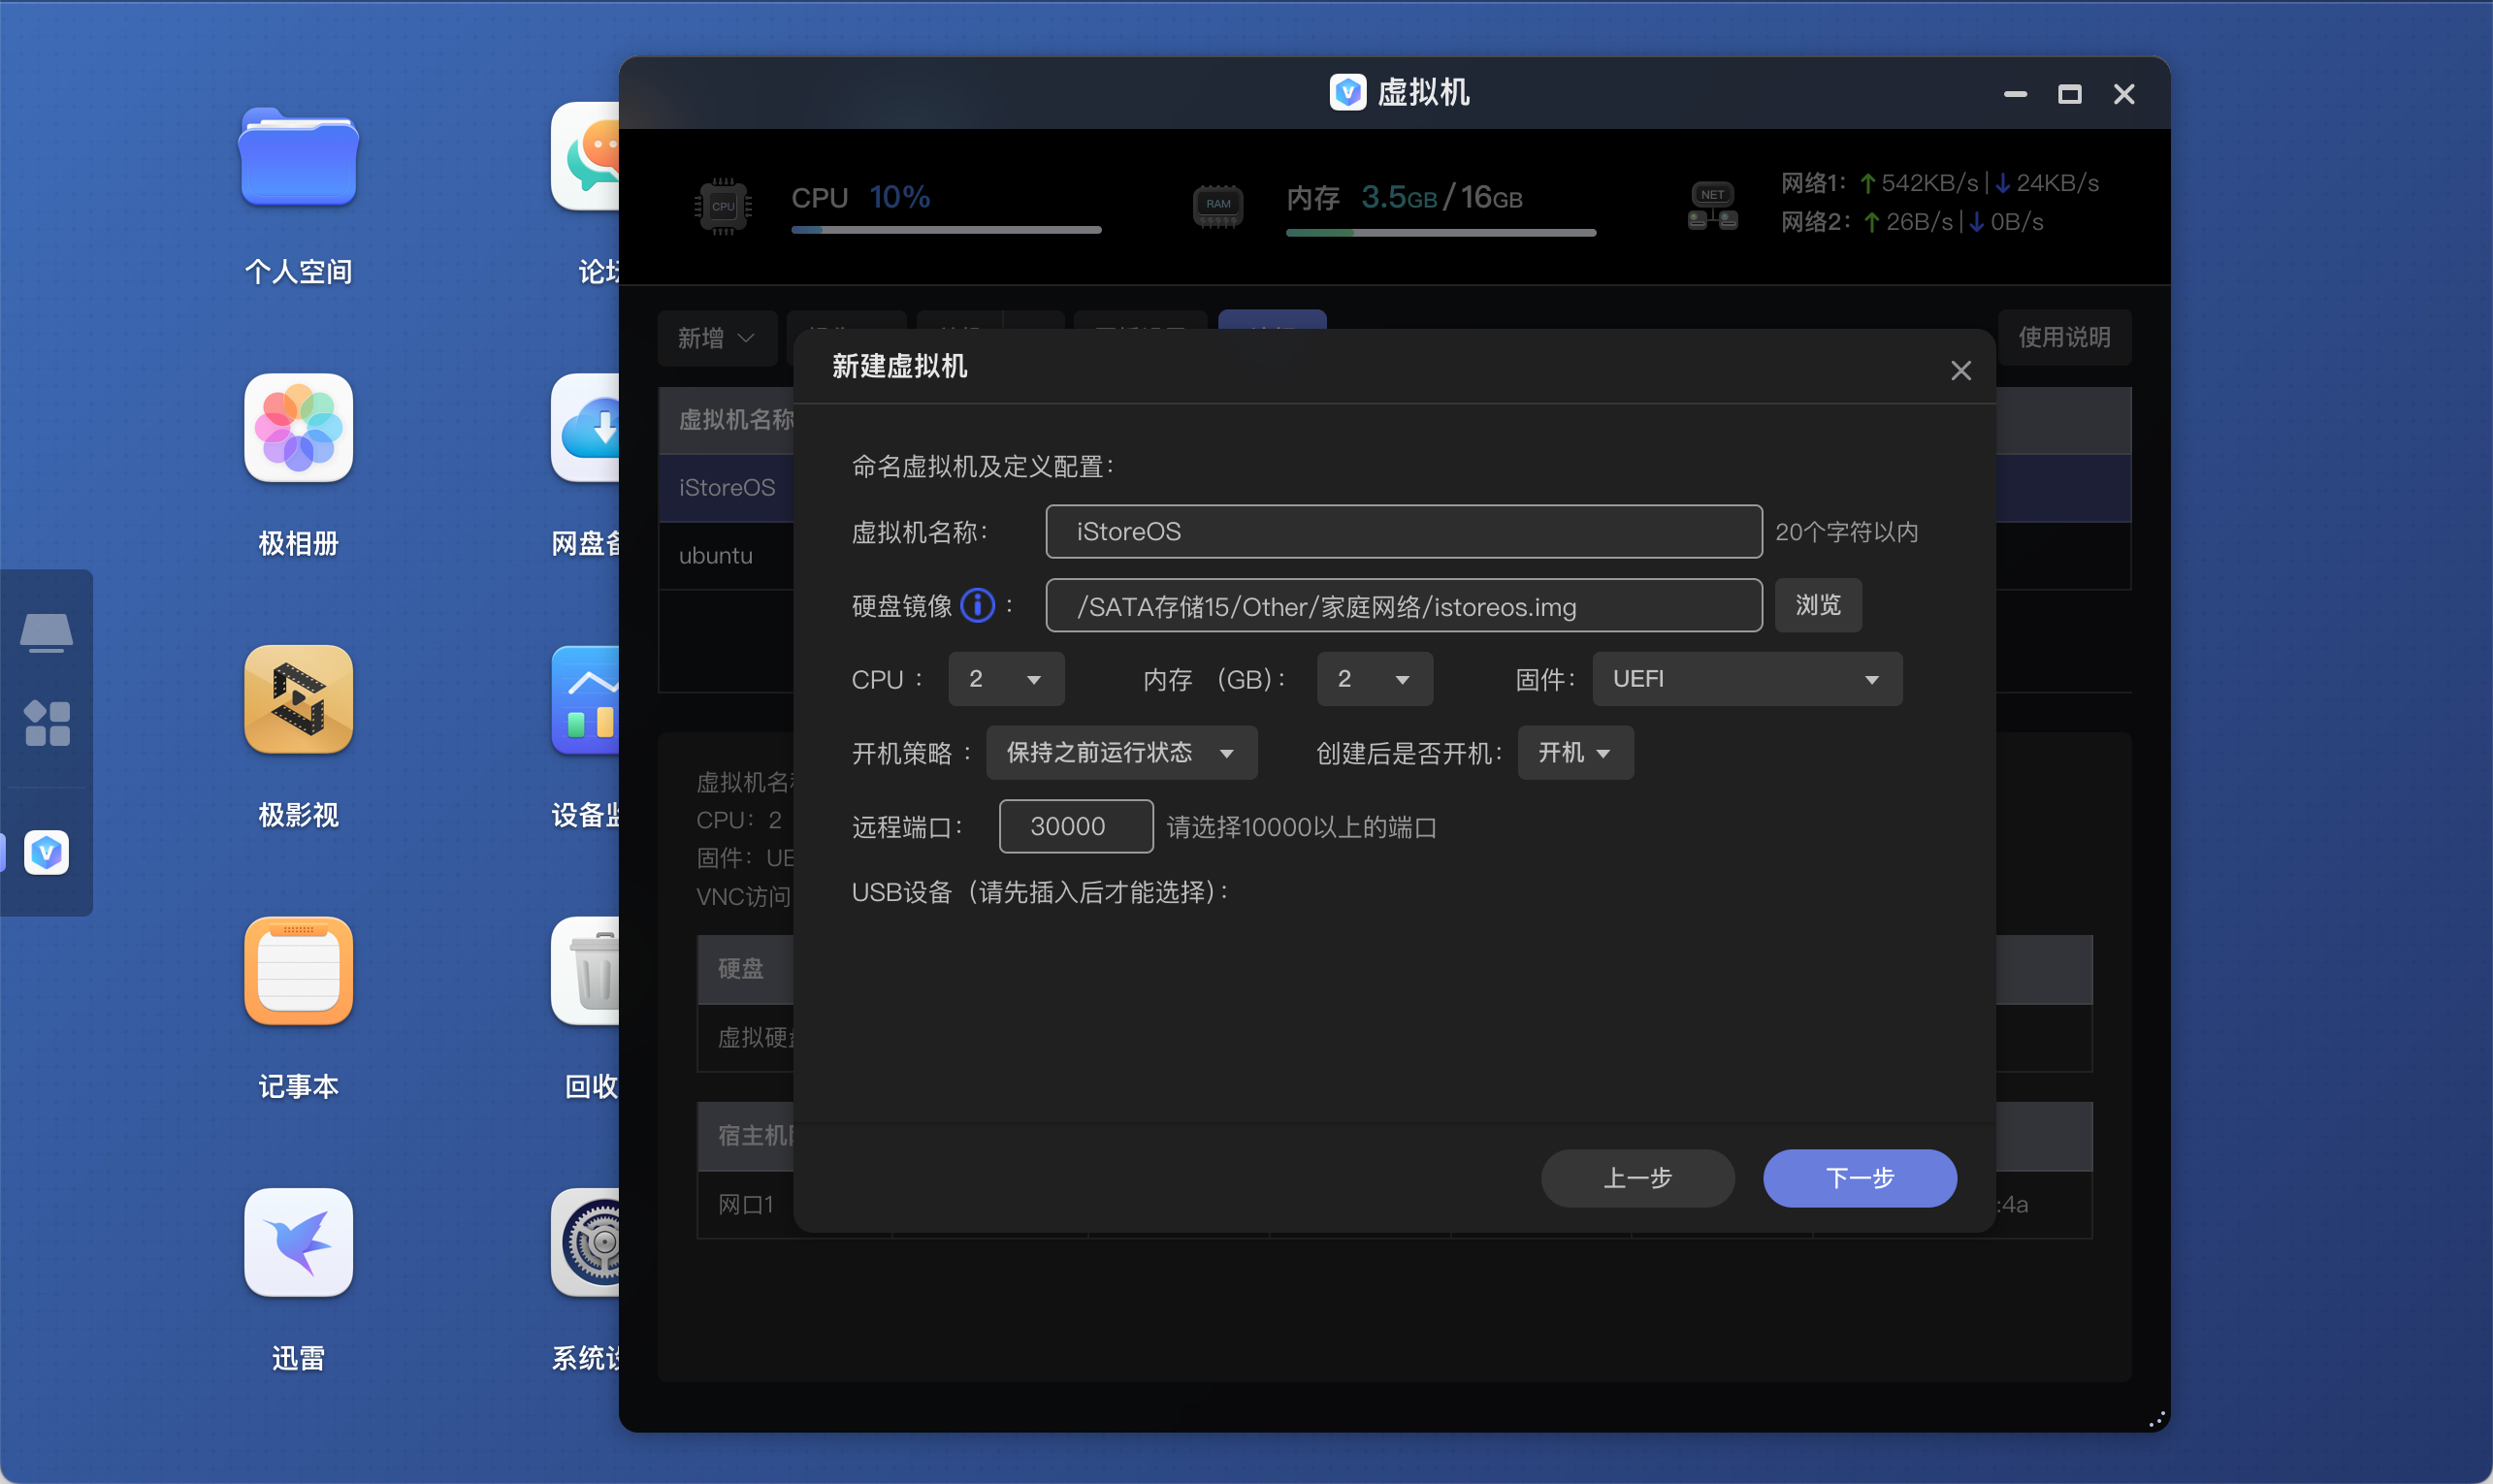 虚拟机
CPU
CPU 10%
RAM
内存 3.5GB/16GB
NET
网络1: ↑542KB/s|↓24KB/s
网络2: ↑26B/s|↓0B/s
个人空间
论坛
极相册
网盘备
极影视
设备监
记事本
回收
迅雷
系统设
新增
使用说明
虚拟机名称
iStoreOS
ubuntu
虚拟机名称
CPU: 2
固件: UE
VNC访问
硬盘
虚拟硬盘
宿主机
网口1
:4a
新建虚拟机
命名虚拟机及定义配置:
虚拟机名称: iStoreOS 20个字符以内
硬盘镜像 : /SATA存储15/Other/家庭网络/istoreos.img 浏览
CPU : 2 内存 (GB): 2 固件: UEFI
开机策略 : 保持之前运行状态 创建后是否开机: 开机
远程端口: 30000 请选择10000以上的端口
USB设备(请先插入后才能选择):
上一步 下一步